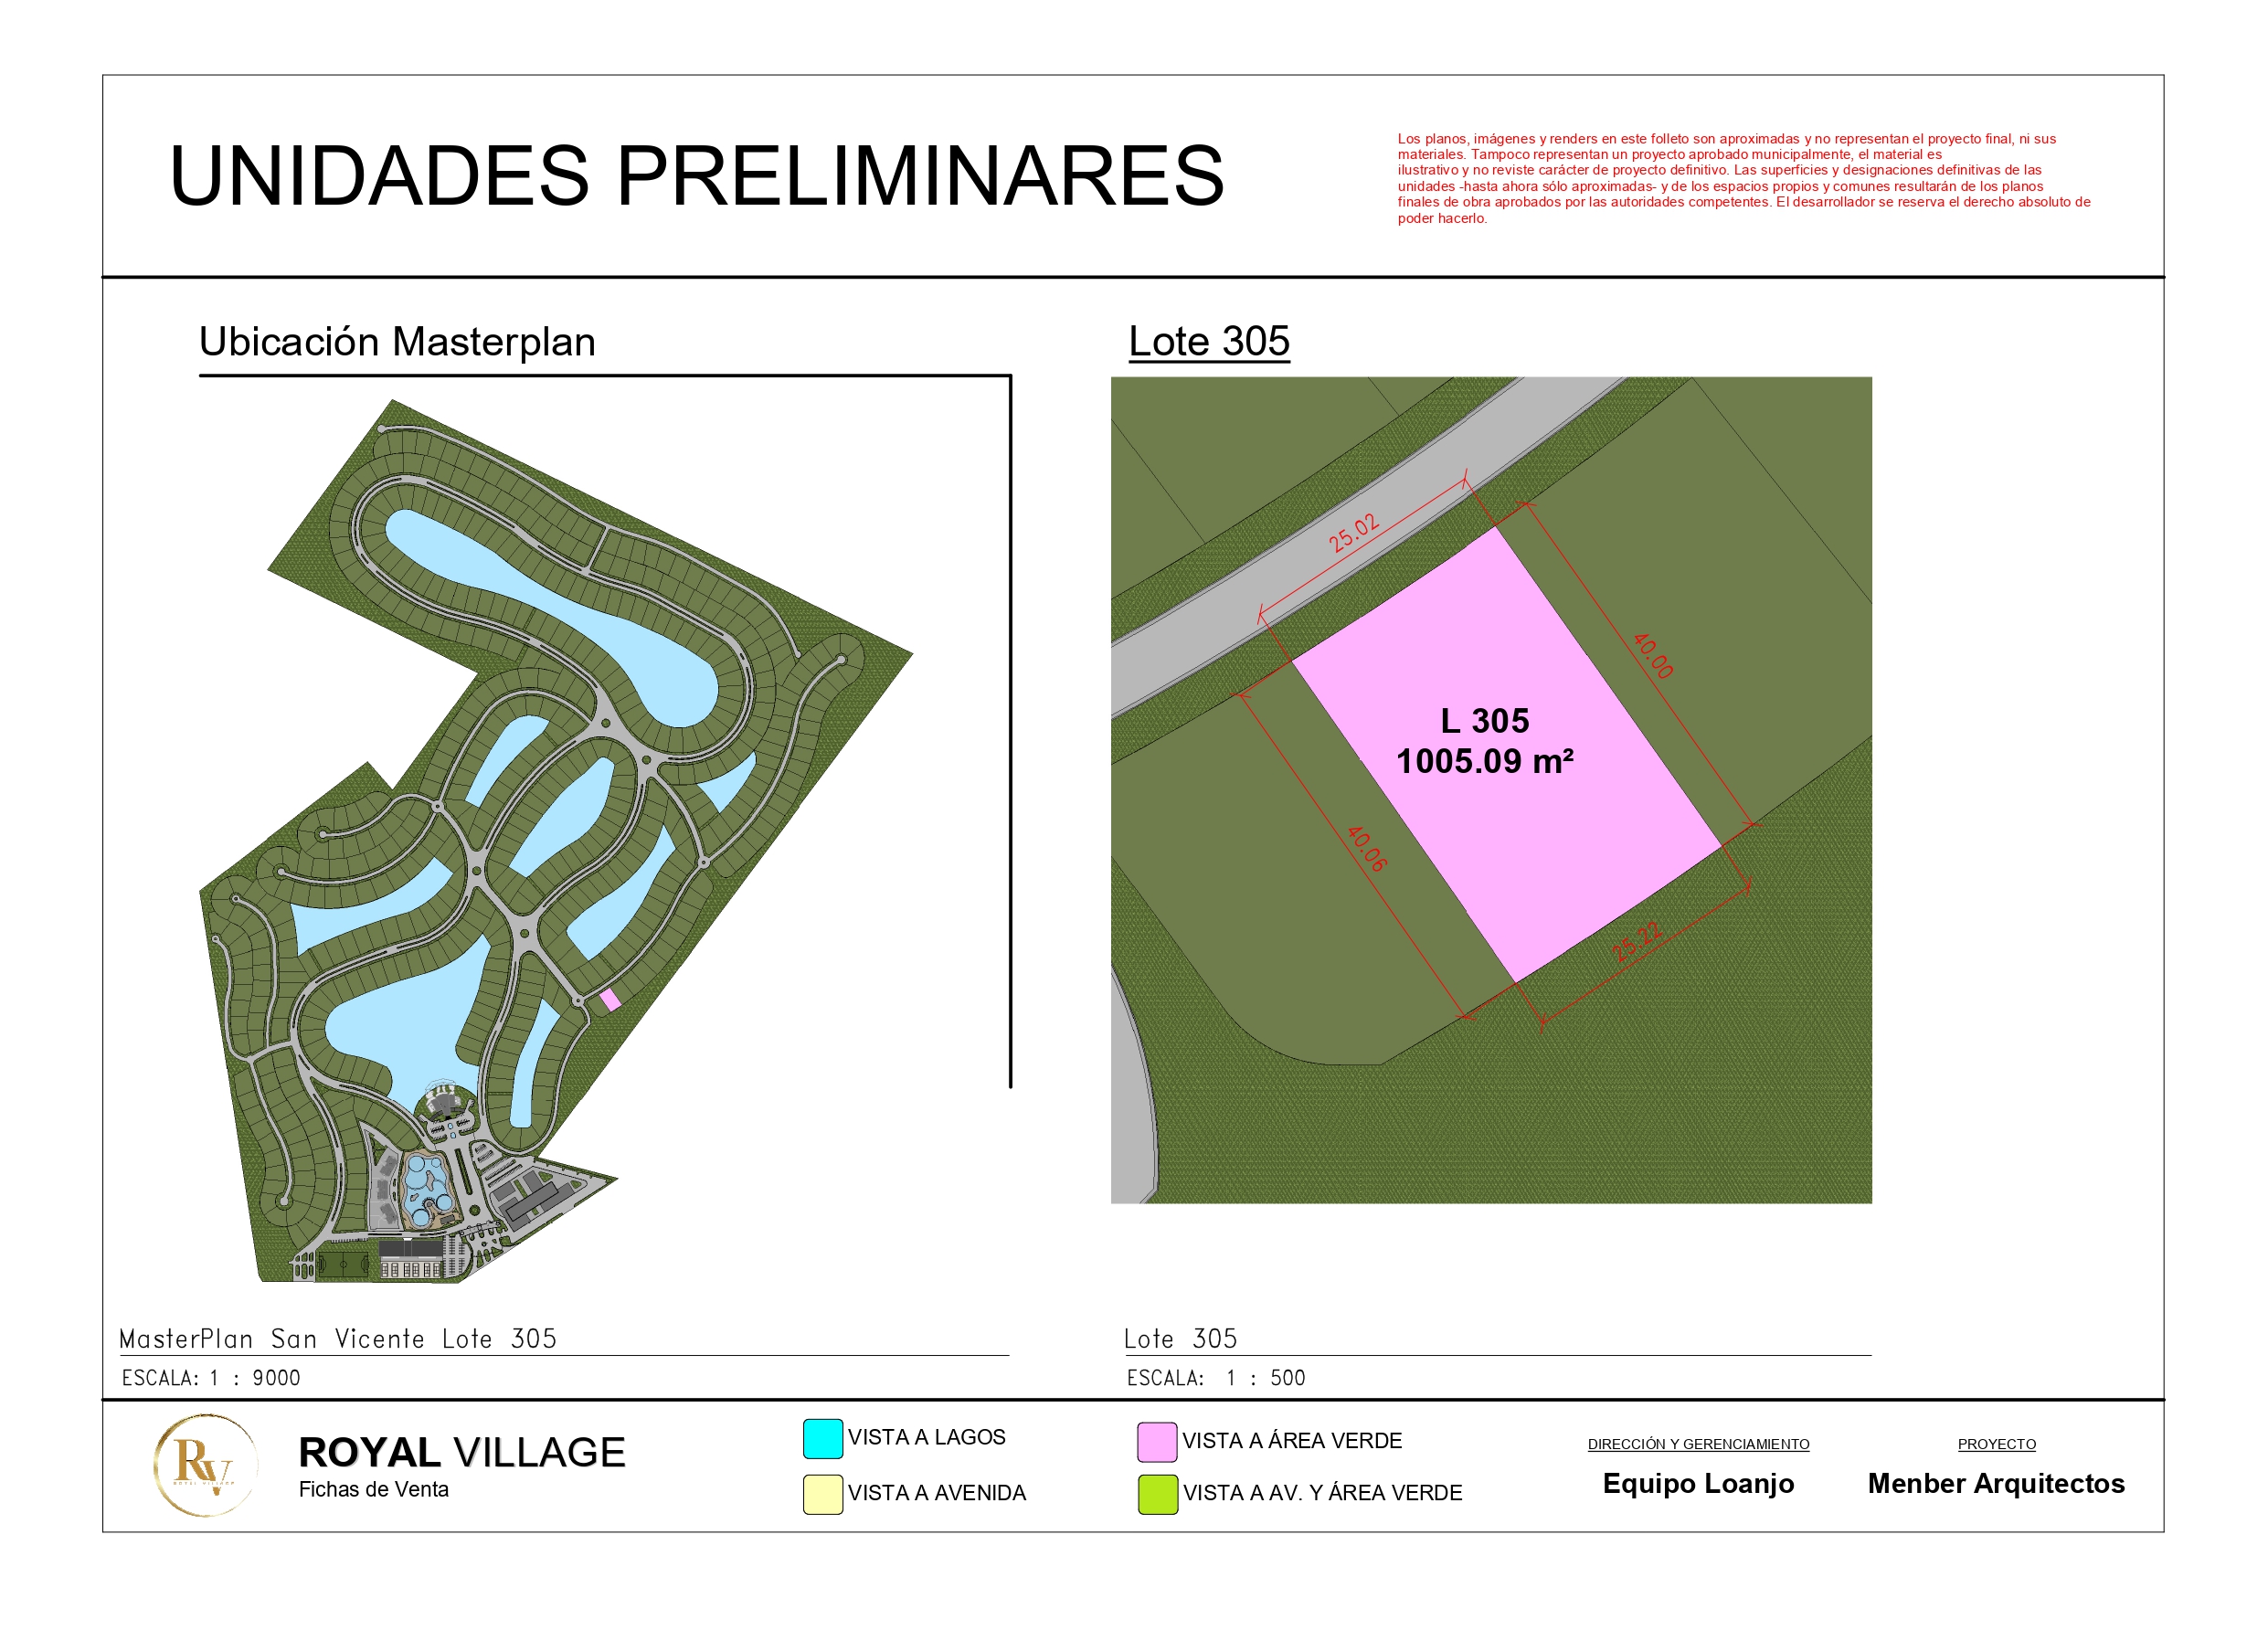 UNIDADES PRELIMINARES
Los planos, imágenes y renders en este folleto son aproximadas y no representan el proyecto final, ni sus
materiales. Tampoco representan un proyecto aprobado municipalmente, el material es
ilustrativo y no reviste carácter de proyecto definitivo. Las superficies y designaciones definitivas de las
unidades -hasta ahora sólo aproximadas- y de los espacios propios y comunes resultarán de los planos
finales de obra aprobados por las autoridades competentes. El desarrollador se reserva el derecho absoluto de
poder hacerlo.
Ubicación Masterplan
Lote 305
25.02
40.00
L 305
1005.09 m²
40.06
25.22
MasterPlan San Vicente Lote 305
ESCALA: 1 : 9000
Lote 305
ESCALA: 1 : 500
RV
ROYAL VILLAGE
ROYAL VILLAGE
Fichas de Venta
VISTA A LAGOS
VISTA A AVENIDA
VISTA A ÁREA VERDE
VISTA A AV. Y ÁREA VERDE
DIRECCIÓN Y GERENCIAMIENTO
Equipo Loanjo
PROYECTO
Menber Arquitectos